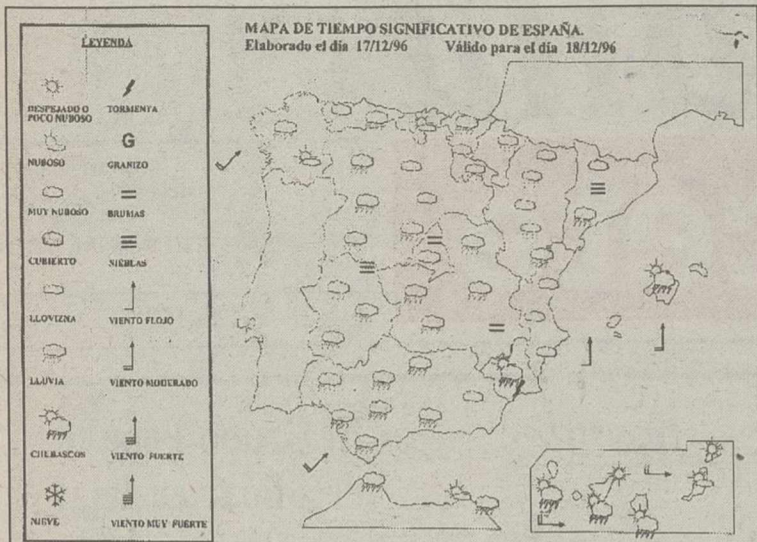 MAPA DE TIEMPO SIGNIFICATIVO DE ESPAÑA.
Elaborado el día 17/12/96 Válido para el día 18/12/96
LEYENDA
DESPEJADO O
POCO NUBOSO
TORMENTA
NUBOSO
G
GRANIZO
MUY NUBOSO
BRUMAS
CUBIERTO
NIEBLAS
LLOVIZNA
VIENTO FLOJO
LLUVIA
VIENTO MODERADO
CHUBASCOS
VIENTO FUERTE
NIEVE
VIENTO MUY FUERTE